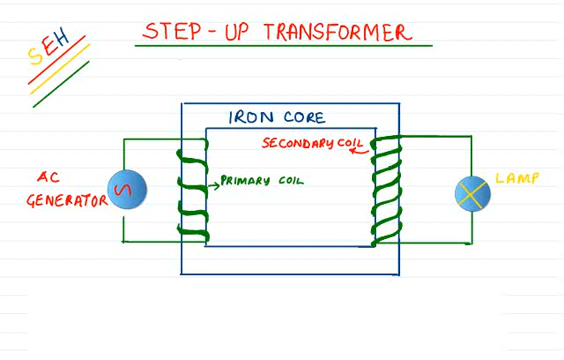 SEH
STEP-UP TRANSFORMER
IRON CORE
SECONDARY COIL
AC
GENERATOR
PRIMARY COIL
LAMP